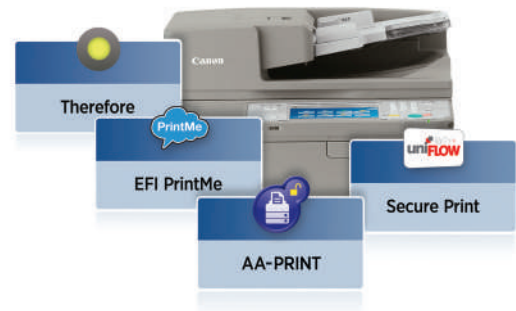 Canon
Therefore
PrintMe
EFI PrintMe
uniFLOW
Secure Print
AA-PRINT